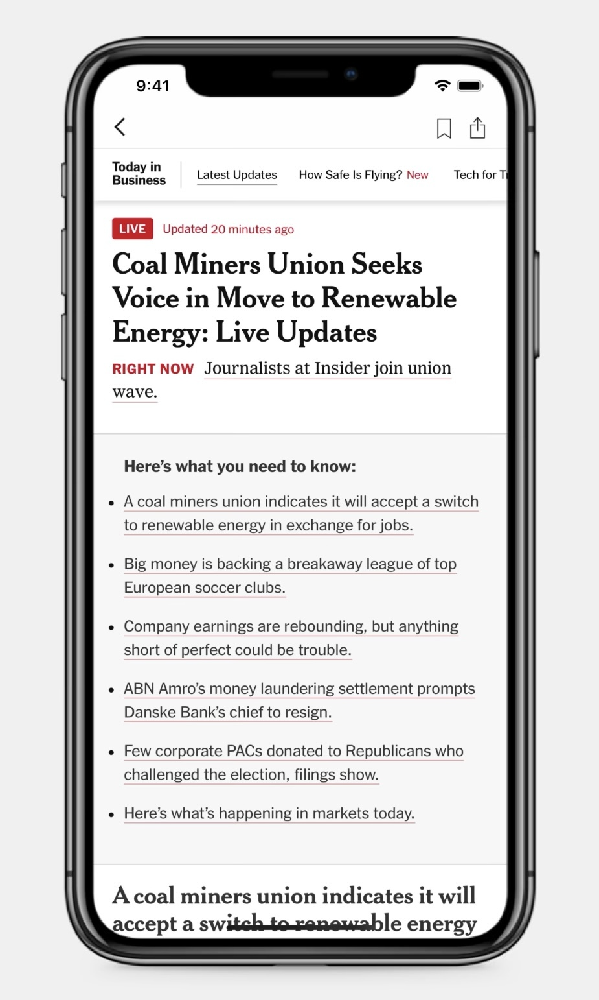 9:41
Today in
Business
Latest Updates
How Safe Is Flying? New
Tech for
LIVE
Updated 20 minutes ago
Coal Miners Union Seeks
Voice in Move to Renewable
Energy: Live Updates
RIGHT NOW Journalists at Insider join union
wave.
Here’s what you need to know:
• A coal miners union indicates it will accept a switch
to renewable energy in exchange for jobs.
• Big money is backing a breakaway league of top
European soccer clubs.
• Company earnings are rebounding, but anything
short of perfect could be trouble.
• ABN Amro’s money laundering settlement prompts
Danske Bank’s chief to resign.
• Few corporate PACs donated to Republicans who
challenged the election, filings show.
• Here’s what’s happening in markets today.
A coal miners union indicates it will
accept a switch to renewable energy